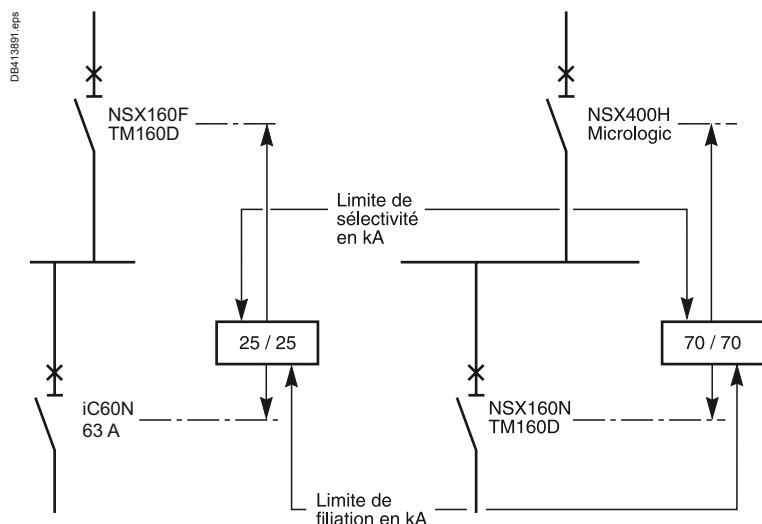 DB413891.eps
NSX160F
TM160D
NSX400H
Micrologic
Limite de
sélectivité
en kA
25 / 25
70 / 70
iC60N
63 A
NSX160N
TM160D
Limite de
filiation en kA